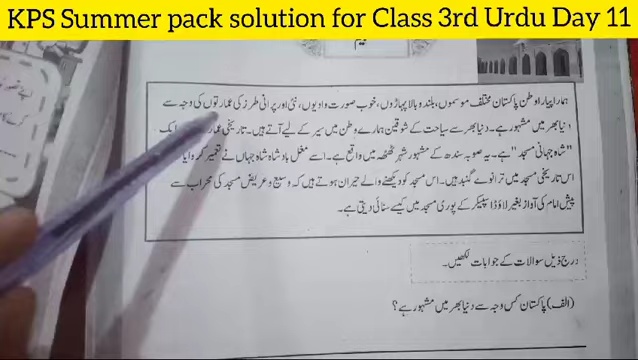 KPS Summer pack solution for Class 3rd Urdu Day 11
ہمارا پیارا وطن پاکستان مختلف موسموں، بلند و بالا پہاڑوں، خوب صورت وادیوں، نئی اور پرانی طرز کی عمارتوں کی وجہ سے
دنیا بھر میں مشہور ہے۔ دنیا بھر سے سیاحت کے شوقین ہمارے وطن میں سیر کے لیے آتے ہیں۔ تاریخی ایک
"شاہ جہانی مسجد" ہے۔ یہ صوبہ سندھ کے مشہور شہر ٹھٹھہ میں واقع ہے۔ اسے مغل بادشاہ شاہ جہاں نے تعمیر کروایا
اس تاریخی مسجد میں ترانوے گنبد ہیں۔ اس مسجد کو دیکھنے والے حیران ہوتے ہیں کہ وسیع و عریض مسجد کی محراب سے
پیش امام کی آواز بغیر لاؤڈ اسپیکر کے پوری مسجد میں کیسے سنائی دیتی ہے۔
درج ذیل سوالات کے جوابات لکھیں۔
(الف) پاکستان کس وجہ سے دنیا بھر میں مشہور ہے؟